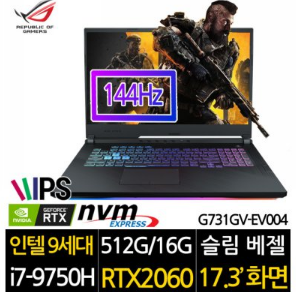 REPUBLIC OF
GAMERS
144Hz
IPS
NVIDIA
GEFORCE
RTX
nvm
EXPRESS
G731GV-EV004
인텔 9세대
512G/16G
슬림 베젤
i7-9750H
RTX2060
17.3' 화면